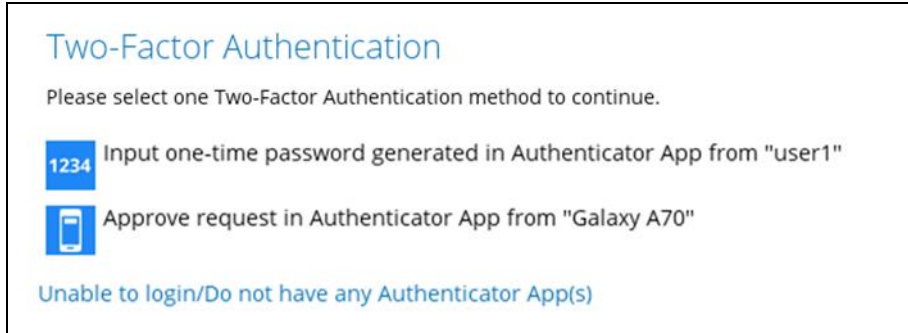 Two-Factor Authentication
Please select one Two-Factor Authentication method to continue.
1234
Input one-time password generated in Authenticator App from "user1"
Approve request in Authenticator App from "Galaxy A70"
Unable to login/Do not have any Authenticator App(s)